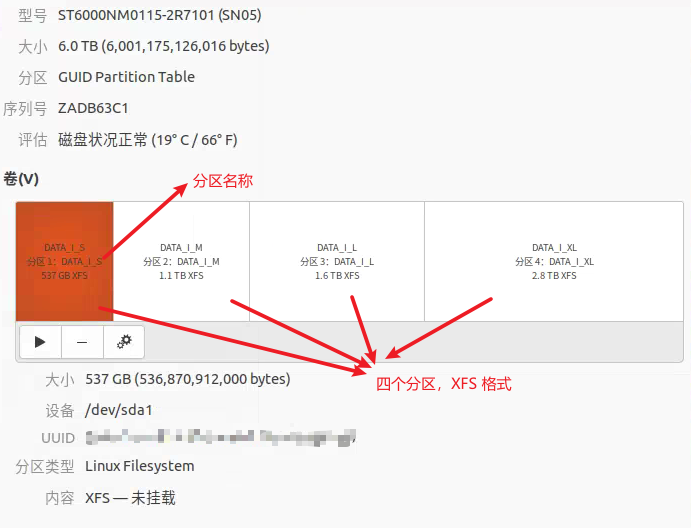 型号 ST6000NM0115-2R7101 (SN05)
大小 6.0 TB (6,001,175,126,016 bytes)
分区 GUID Partition Table
序列号 ZADB63C1
评估 磁盘状况正常 (19° C / 66° F)
卷(V)
分区名称
DATA_I_S
分区 1：DATA_I_S
537 GB XFS
DATA_I_M
分区 2：DATA_I_M
1.1 TB XFS
DATA_I_L
分区 3：DATA_I_L
1.6 TB XFS
DATA_I_XL
分区 4：DATA_I_XL
2.8 TB XFS
四个分区，XFS 格式
大小 537 GB (536,870,912,000 bytes)
设备 /dev/sda1
UUID
分区类型 Linux Filesystem
内容 XFS — 未挂载